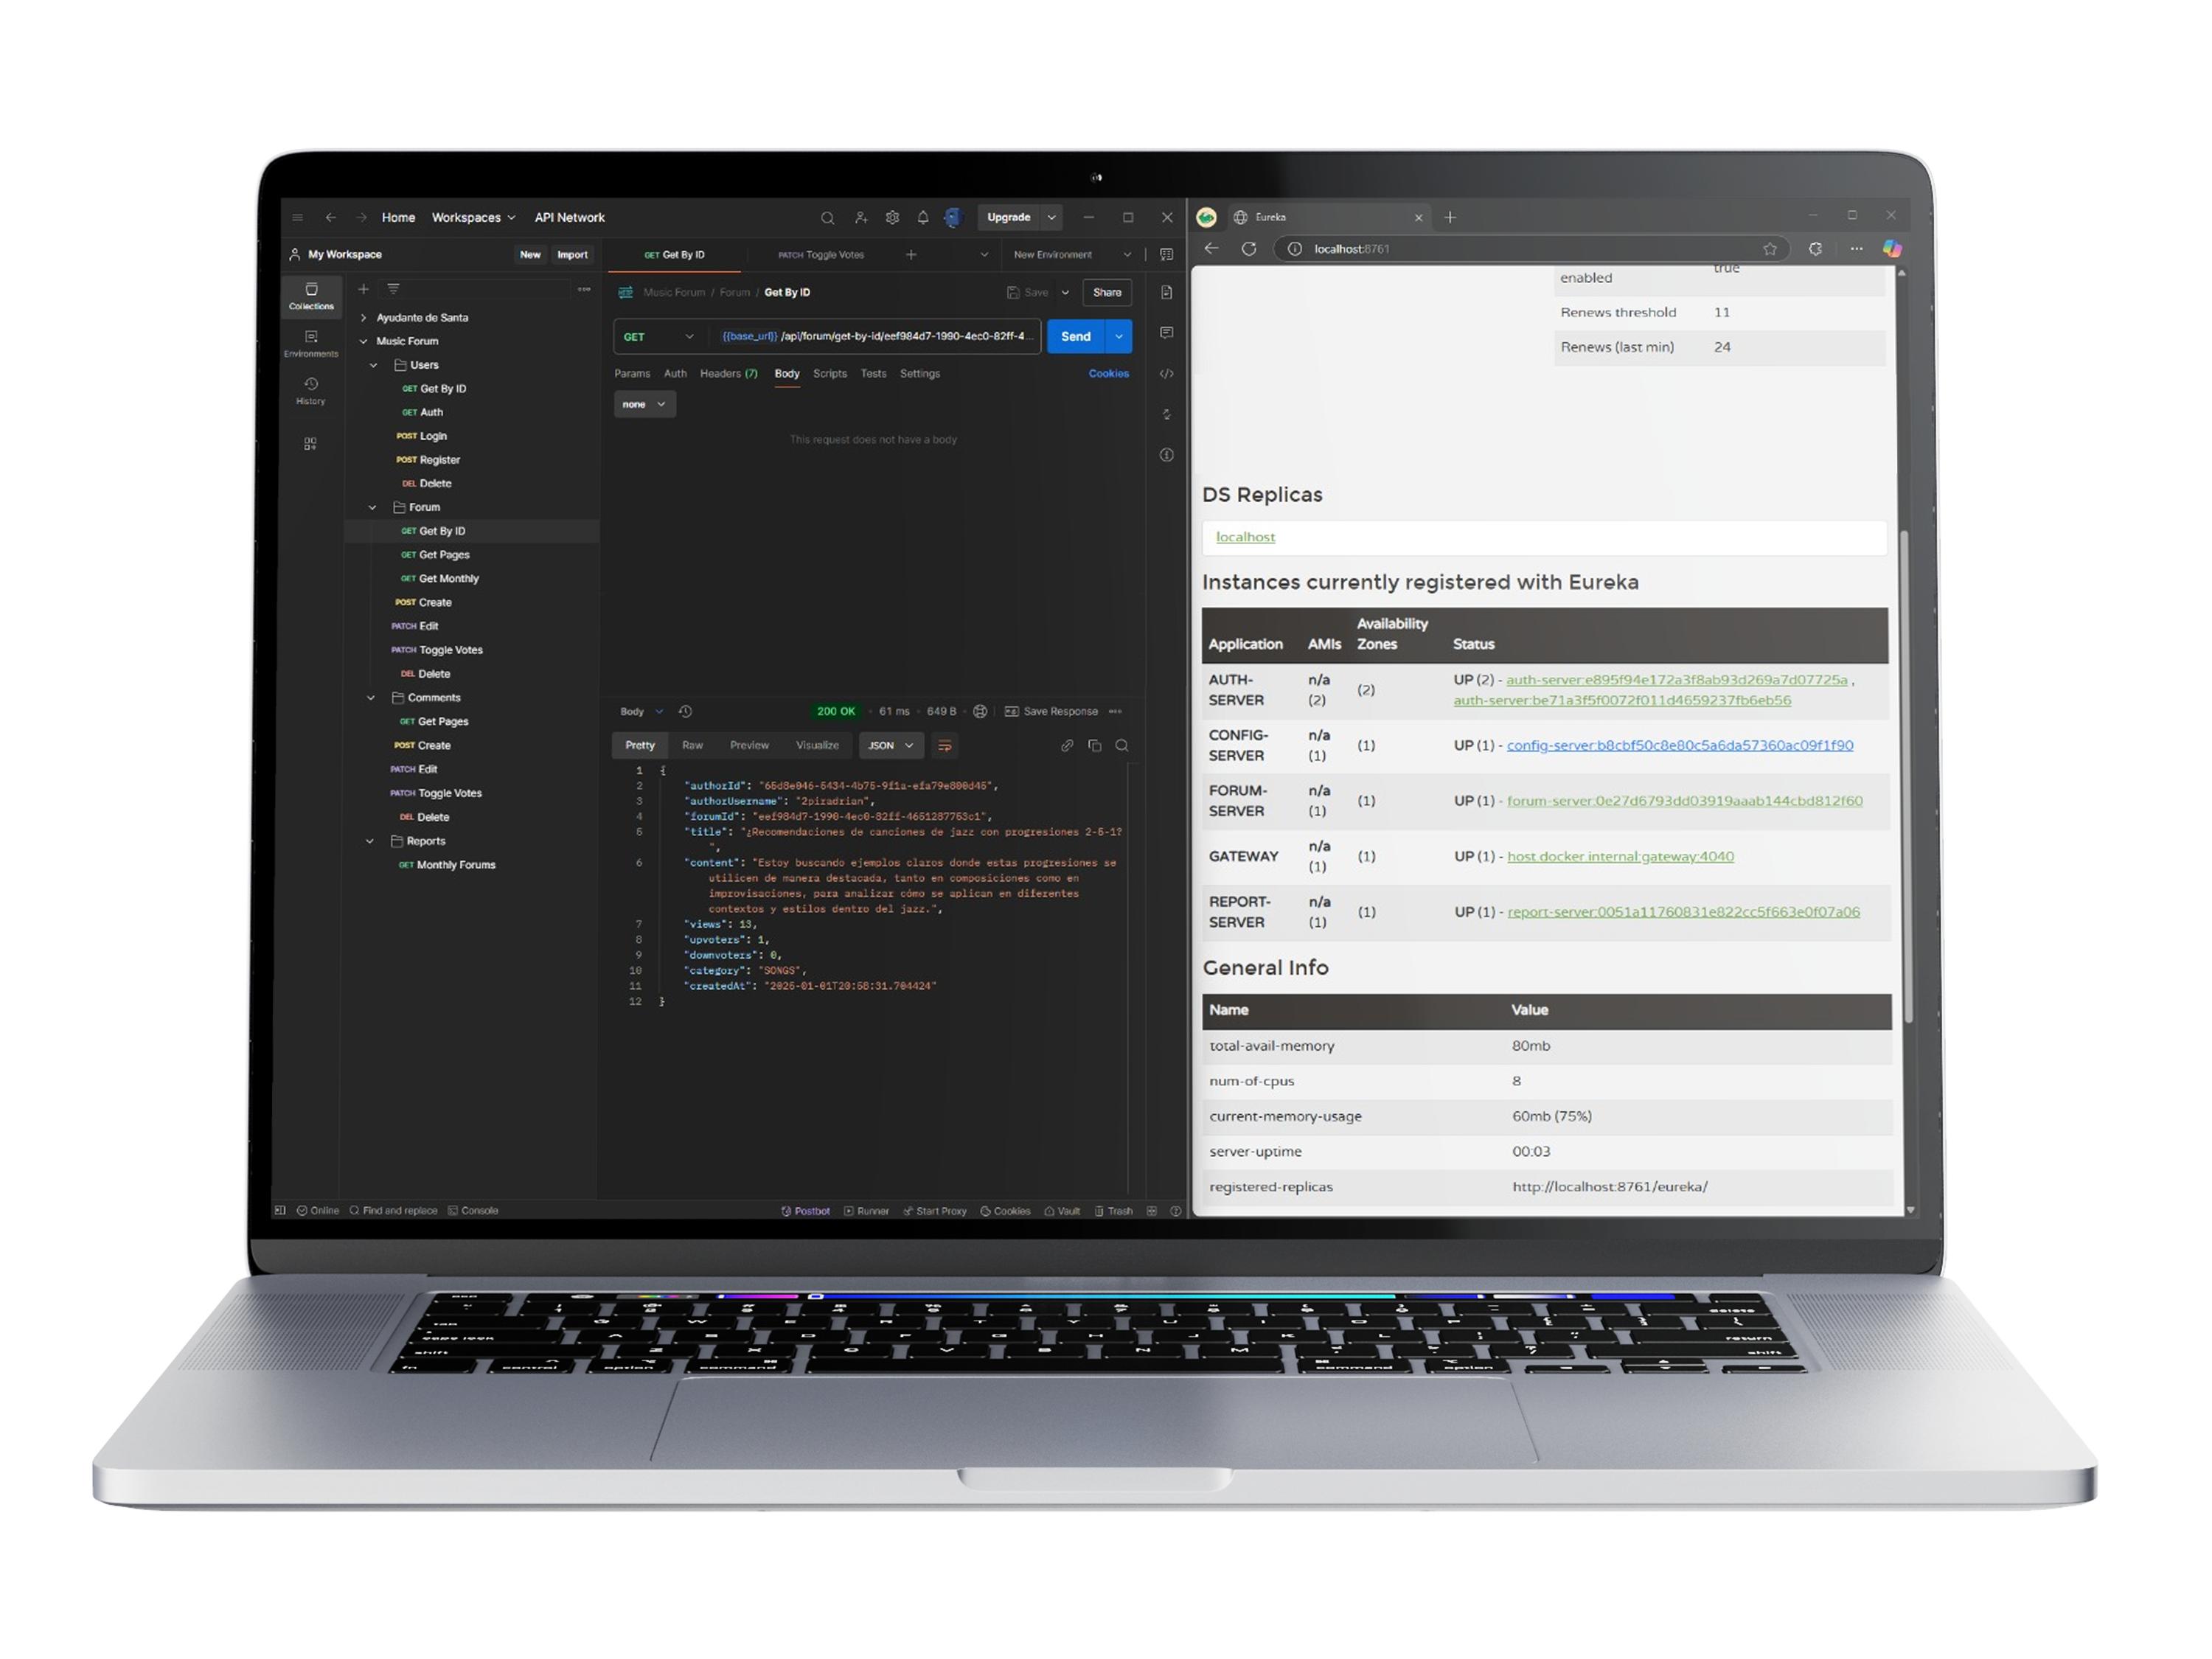 Home Workspaces API Network Upgrade
My Workspace New Import
GET Get By ID PATCH Toggle Votes New Environment
Collections
Environments
History
Ayudante de Santa
Music Forum
Users
GET Get By ID
GET Auth
POST Login
POST Register
DEL Delete
Forum
GET Get By ID
GET Get Pages
GET Get Monthly
POST Create
PATCH Edit
PATCH Toggle Votes
DEL Delete
Comments
GET Get Pages
POST Create
PATCH Edit
PATCH Toggle Votes
DEL Delete
Reports
GET Monthly Forums
Music Forum / Forum / Get By ID Save Share
GET {{base_url}} /api/forum/get-by-id/eef984d7-1990-4ec0-82ff-4... Send
Params Auth Headers (7) Body Scripts Tests Settings Cookies
none
This request does not have a body
Body 200 OK 61 ms 649 B Save Response
Pretty Raw Preview Visualize JSON
1 {
2 "authorId": "65d8e046-5434-4b75-9f1a-efa79e800d45",
3 "authorUsername": "2piradrian",
4 "forumId": "eef984d7-1990-4ec0-82ff-4651287753c1",
5 "title": "¿Recomendaciones de canciones de jazz con progresiones 2-5-1?
",
6 "content": "Estoy buscando ejemplos claros donde estas progresiones se
utilicen de manera destacada, tanto en composiciones como en
improvisaciones, para analizar cómo se aplican en diferentes
contextos y estilos dentro del jazz.",
7 "views": 13,
8 "upvoters": 1,
9 "downvoters": 0,
10 "category": "SONGS",
11 "createdAt": "2025-01-01T20:58:31.704424"
12 }
Online Find and replace Console Postbot Runner Start Proxy Cookies Vault Trash
Eureka
localhost:8761
enabled true
Renews threshold 11
Renews (last min) 24
DS Replicas
localhost
Instances currently registered with Eureka
Application AMIs Availability Zones Status
AUTH-SERVER n/a (2) (2) UP (2) - auth-server:e895f94e172a3f8ab93d269a7d07725a ,
auth-server:be71a3f5f0072f011d4659237fb6eb56
CONFIG-SERVER n/a (1) (1) UP (1) - config-server:b8cbf50c8e80c5a6da57360ac09f1f90
FORUM-SERVER n/a (1) (1) UP (1) - forum-server:0e27d6793dd03919aaab144cbd812f60
GATEWAY n/a (1) (1) UP (1) - host.docker.internal:gateway:4040
REPORT-SERVER n/a (1) (1) UP (1) - report-server:0051a11760831e822cc5f663e0f07a06
General Info
Name Value
total-avail-memory 80mb
num-of-cpus 8
current-memory-usage 60mb (75%)
server-uptime 00:03
registered-replicas http://localhost:8761/eureka/
delete
return
shift
shift
fn control option command command option